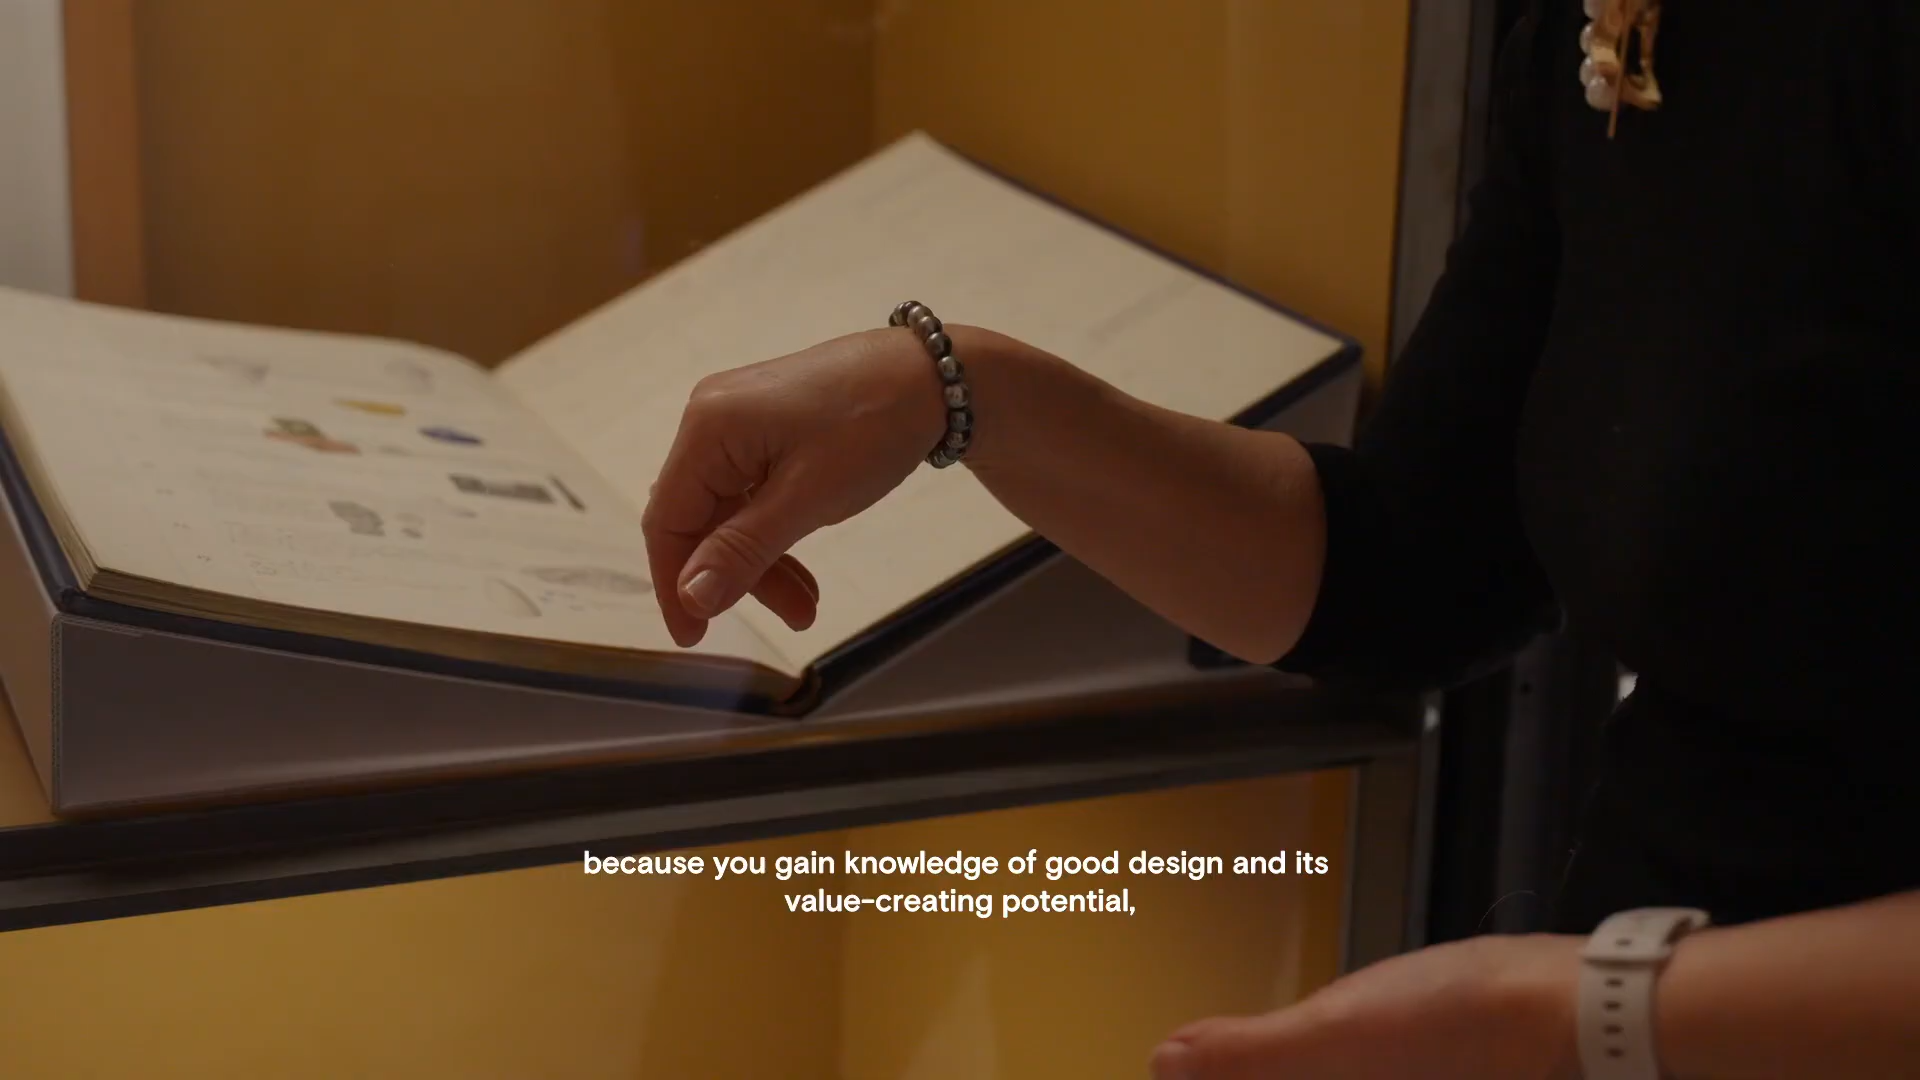 because you gain knowledge of good design and its
value-creating potential,